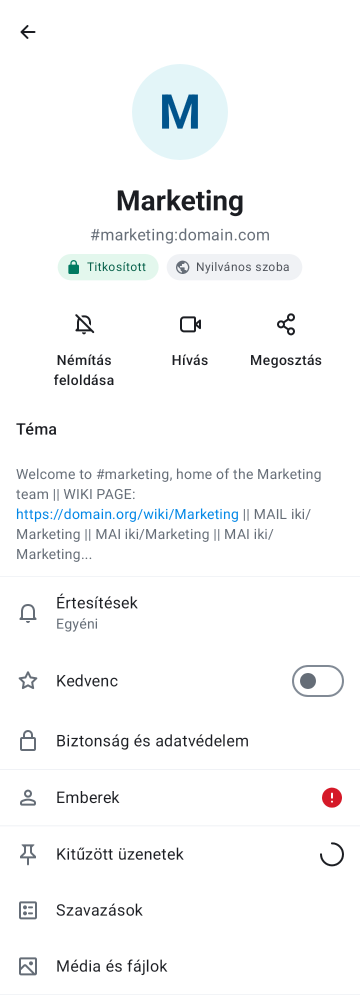 M
Marketing
#marketing:domain.com
Titkosított
Nyilvános szoba
Némítás
feloldása
Hívás
Megosztás
Téma
Welcome to #marketing, home of the Marketing
team || WIKI PAGE:
https://domain.org/wiki/Marketing || MAIL iki/
Marketing || MAI iki/Marketing || MAI iki/
Marketing...
Értesítések
Egyéni
Kedvenc
Biztonság és adatvédelem
Emberek
Kitűzött üzenetek
Szavazások
Média és fájlok